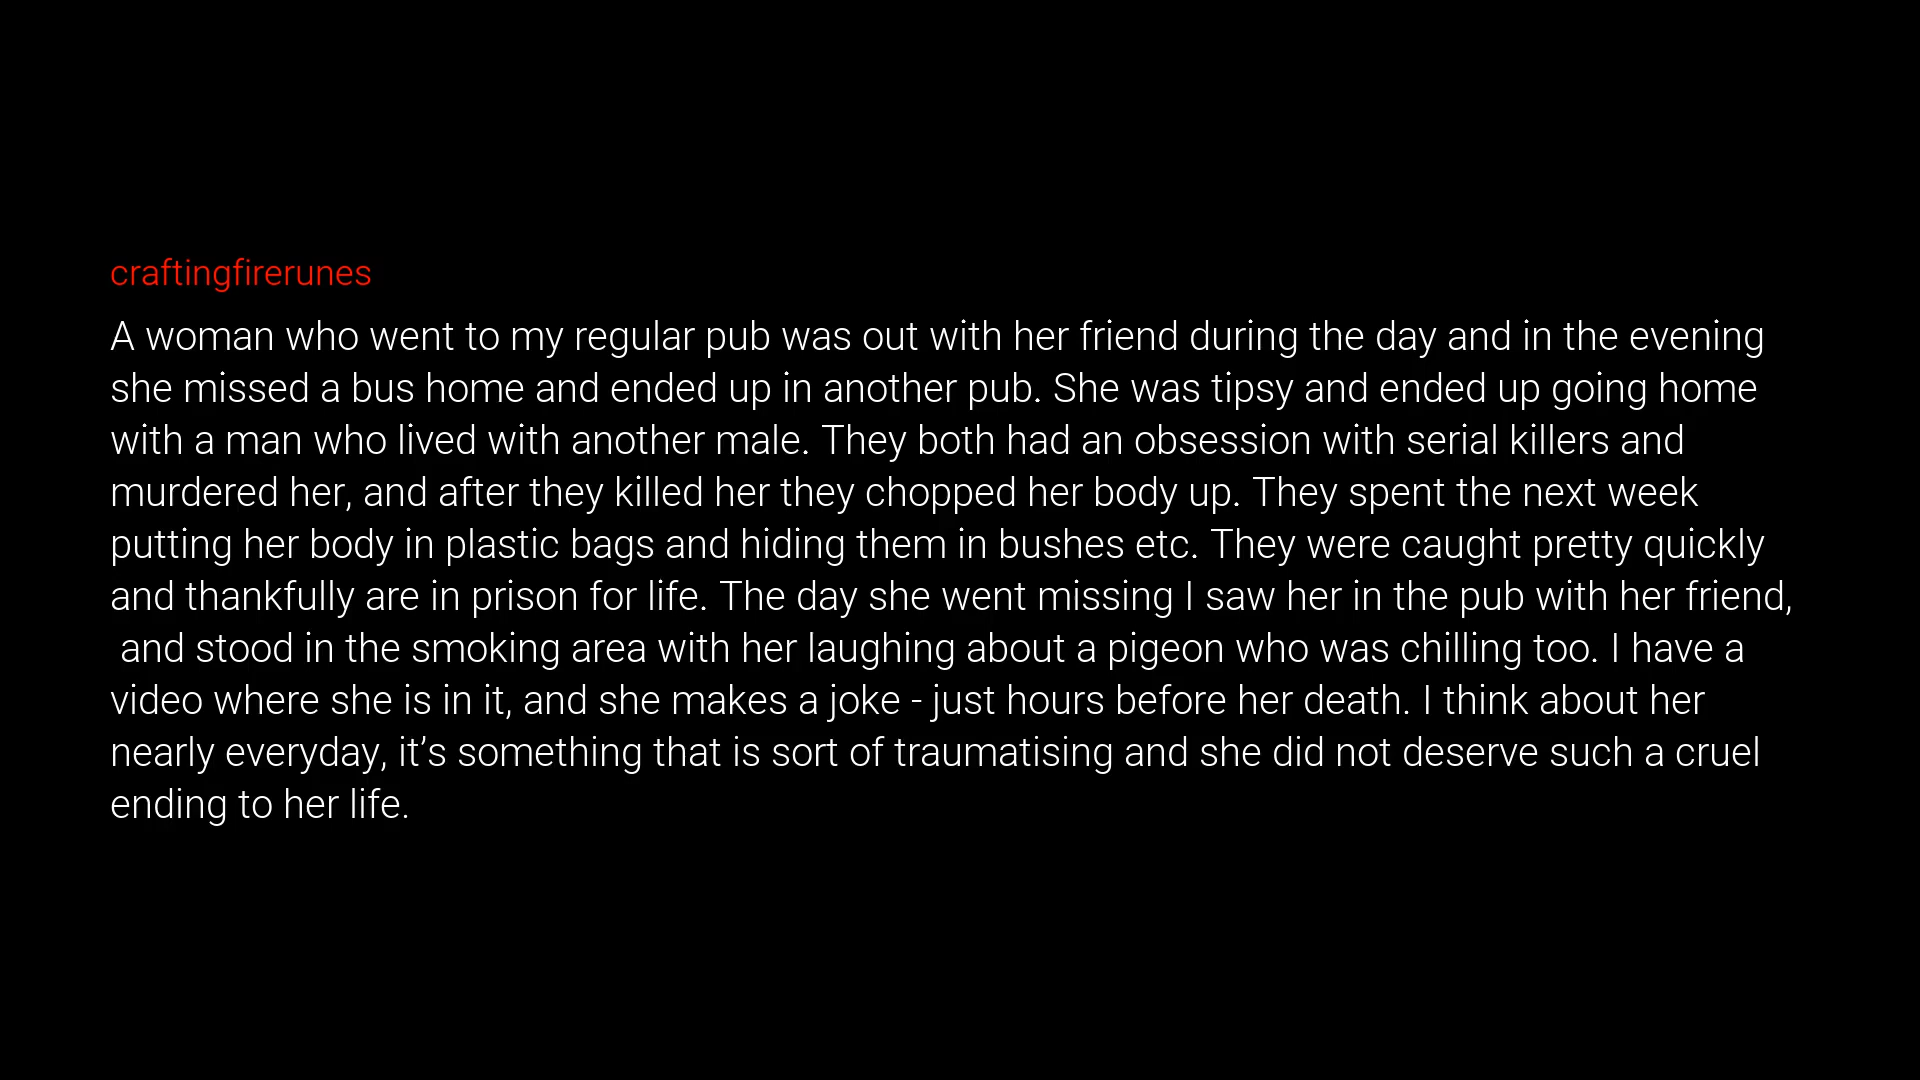 craftingfirerunes
A woman who went to my regular pub was out with her friend during the day and in the evening
she missed a bus home and ended up in another pub. She was tipsy and ended up going home
with a man who lived with another male. They both had an obsession with serial killers and
murdered her, and after they killed her they chopped her body up. They spent the next week
putting her body in plastic bags and hiding them in bushes etc. They were caught pretty quickly
and thankfully are in prison for life. The day she went missing I saw her in the pub with her friend,
and stood in the smoking area with her laughing about a pigeon who was chilling too. I have a
video where she is in it, and she makes a joke - just hours before her death. I think about her
nearly everyday, it’s something that is sort of traumatising and she did not deserve such a cruel
ending to her life.